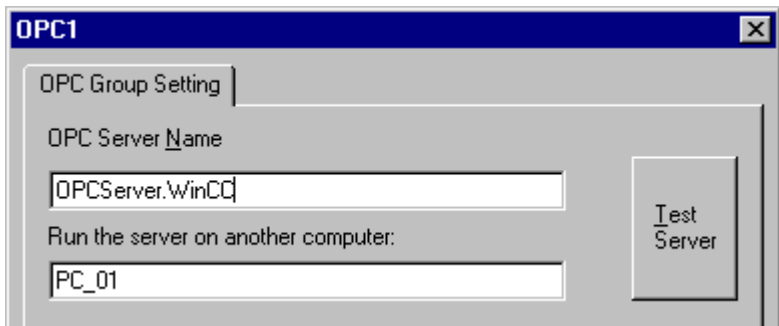 OPC1
OPC Group Setting
OPC Server Name
OPCServer.WinCC
Test
Server
Run the server on another computer:
PC_01